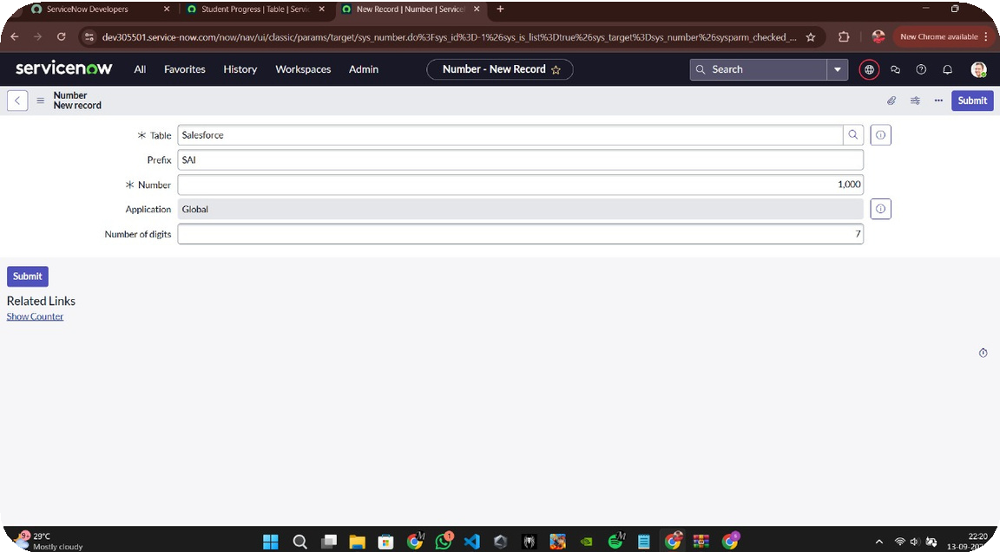 ServiceNow Developers
Student Progress | Table | Servic
New Record | Number | Service
dev305501.service-now.com/now/nav/ui/classic/params/target/sys_number.do%3Fsys_id%3D-1%26sys_is_list%3Dtrue%26sys_target%3Dsys_number%26sysparm_checked_...
New Chrome available
servicenow
All
Favorites
History
Workspaces
Admin
Number - New Record
Search
Number
New record
Submit
Table
Salesforce
Prefix
SAI
Number
1,000
Application
Global
Number of digits
7
Submit
Related Links
Show Counter
29°C
Mostly cloudy
22:20
13-09-2